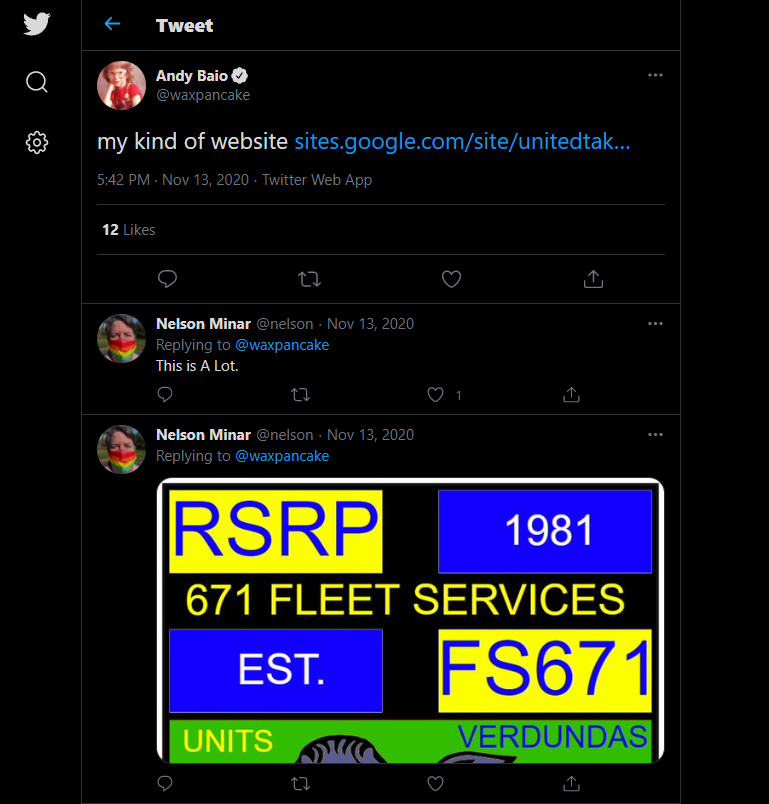 Tweet
Andy Baio
@waxpancake
my kind of website sites.google.com/site/unitedtak...
5:42 PM · Nov 13, 2020 · Twitter Web App
12 Likes
Nelson Minar @nelson · Nov 13, 2020
Replying to @waxpancake
This is A Lot.
1
Nelson Minar @nelson · Nov 13, 2020
Replying to @waxpancake
RSRP 1981
671 FLEET SERVICES
EST. FS671
UNITS VERDUNDAS